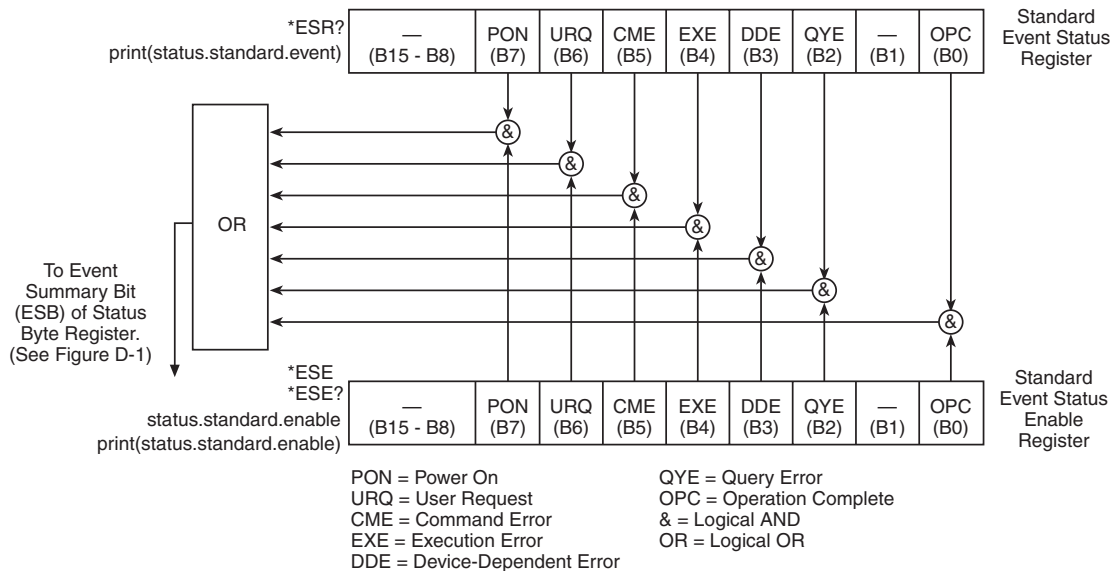 *ESR?
print(status.standard.event)
—
(B15 - B8)
PON
(B7)
URQ
(B6)
CME
(B5)
EXE
(B4)
DDE
(B3)
QYE
(B2)
—
(B1)
OPC
(B0)
Standard
Event Status
Register
&
&
&
&
&
&
&
OR
To Event
Summary Bit
(ESB) of Status
Byte Register.
(See Figure D-1)
*ESE
*ESE?
status.standard.enable
print(status.standard.enable)
—
(B15 - B8)
PON
(B7)
URQ
(B6)
CME
(B5)
EXE
(B4)
DDE
(B3)
QYE
(B2)
—
(B1)
OPC
(B0)
Standard
Event Status
Enable
Register
PON = Power On
URQ = User Request
CME = Command Error
EXE = Execution Error
DDE = Device-Dependent Error
QYE = Query Error
OPC = Operation Complete
& = Logical AND
OR = Logical OR